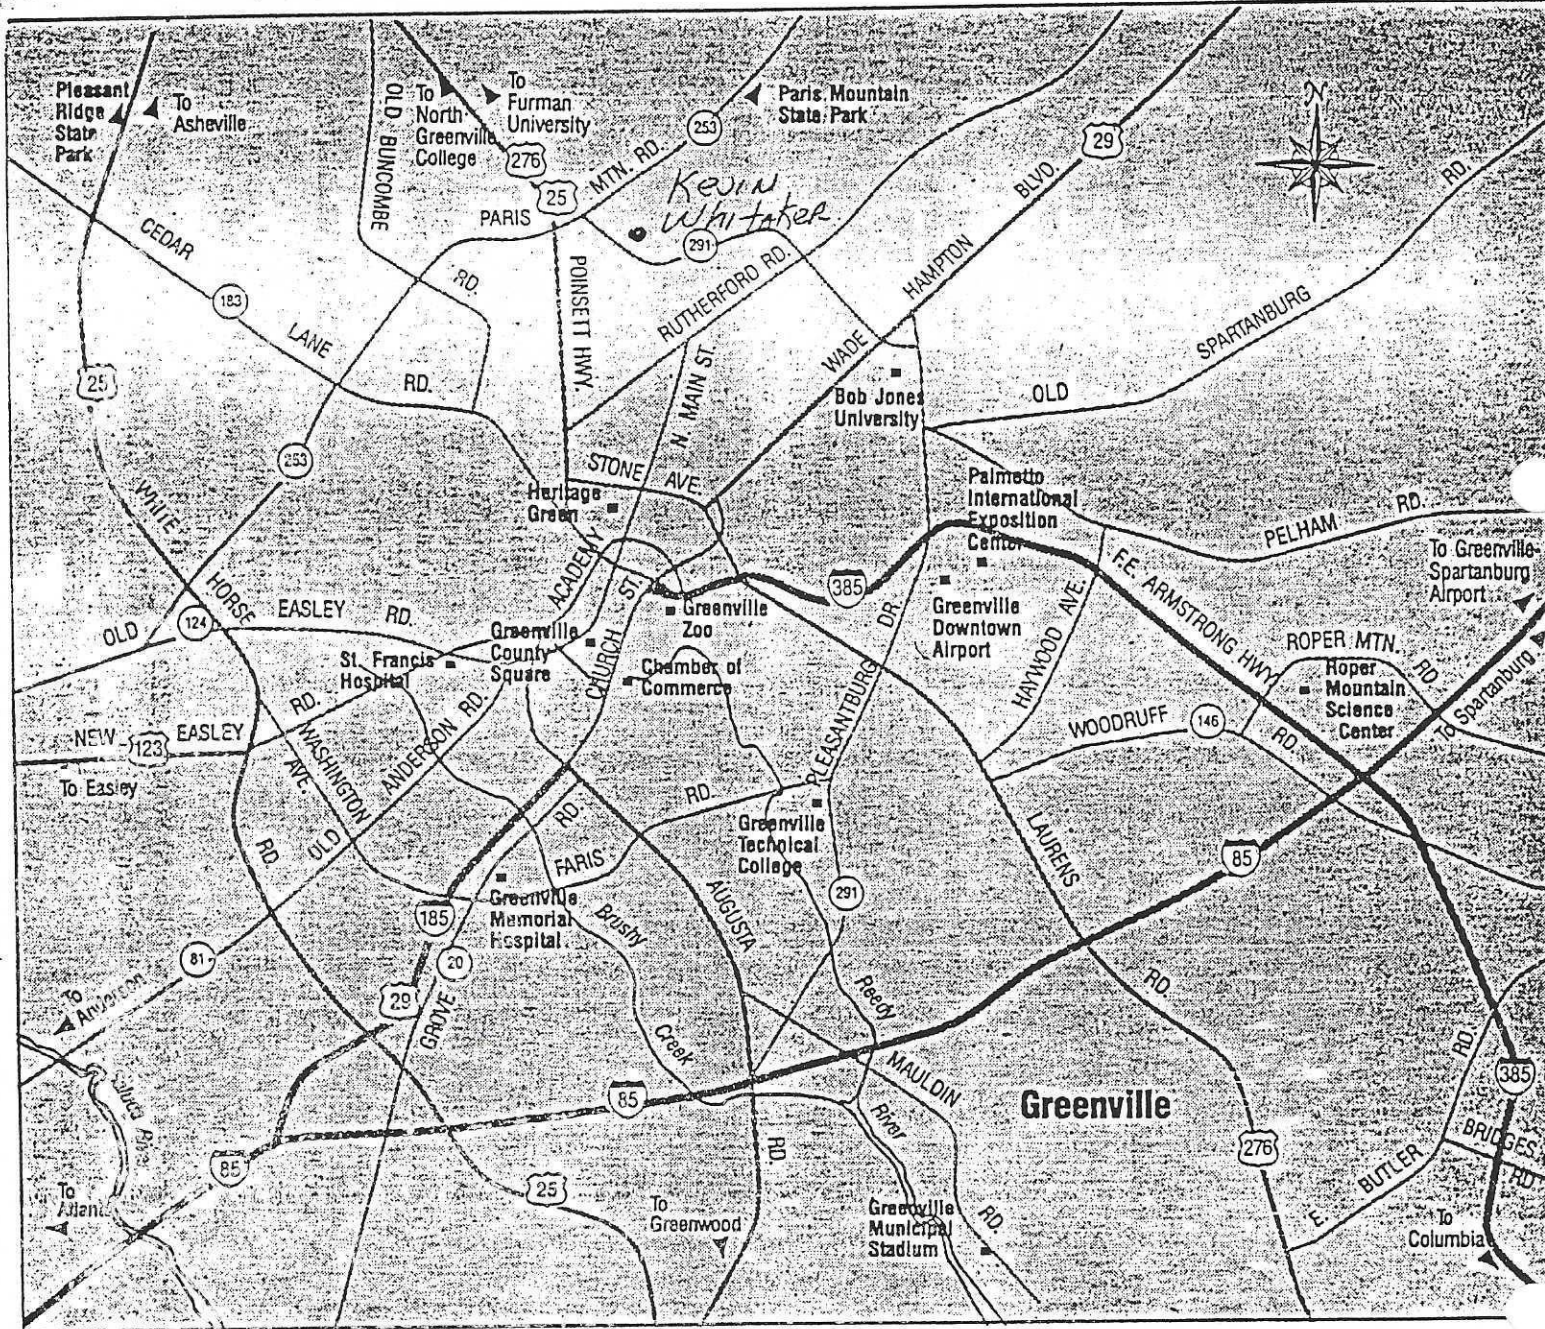 Pleasant
Ridge
State
Park
To
Asheville
OLD BUNCOMBE
RD.
To
North
Greenville
College
To
Furman
University
276
25
PARIS
MTN. RD.
253
Paris Mountain
State Park
Kevin
Whitaker
291
29
N
CEDAR
183
LANE
RD.
POINSETT HWY.
RUTHERFORD RD.
N. MAIN ST.
WADE
HAMPTON
BLVD.
OLD
SPARTANBURG
RD.
25
253
Bob Jones
University
STONE AVE.
Heritage
Green
Palmetto
International
Exposition
Center
PELHAM RD.
To Greenville-
Spartanburg
Airport
WHITE
HORSE
RD.
ACADEMY
CHURCH ST.
385
F.E. ARMSTRONG HWY.
OLD
124
EASLEY RD.
Greenville
County
Square
Greenville
Zoo
Greenville
Downtown
Airport
HAYWOOD AVE.
ROPER MTN.
RD.
Roper
Mountain
Science
Center
St. Francis
Hospital
Chamber of
Commerce
PLEASANTBURG
DR.
NEW
123
EASLEY
RD.
To Easley
WASHINGTON
AVE.
OLD
ANDERSON RD.
WOODRUFF
146
RD.
To Spartanburg
RD.
FARIS
RD.
Greenville
Technical
College
LAURENS
RD.
85
Greenville
Memorial
Hospital
185
20
GROVE
Brushy
Creek
AUGUSTA
RD.
291
Reedy
River
81
To
Anderson
29
85
MAULDIN
RD.
Greenville
385
276
E. BUTLER
RD.
BRIDGES
RD.
85
To
25
To
Greenwood
Greenville
Municipal
Stadium
To
Columbia